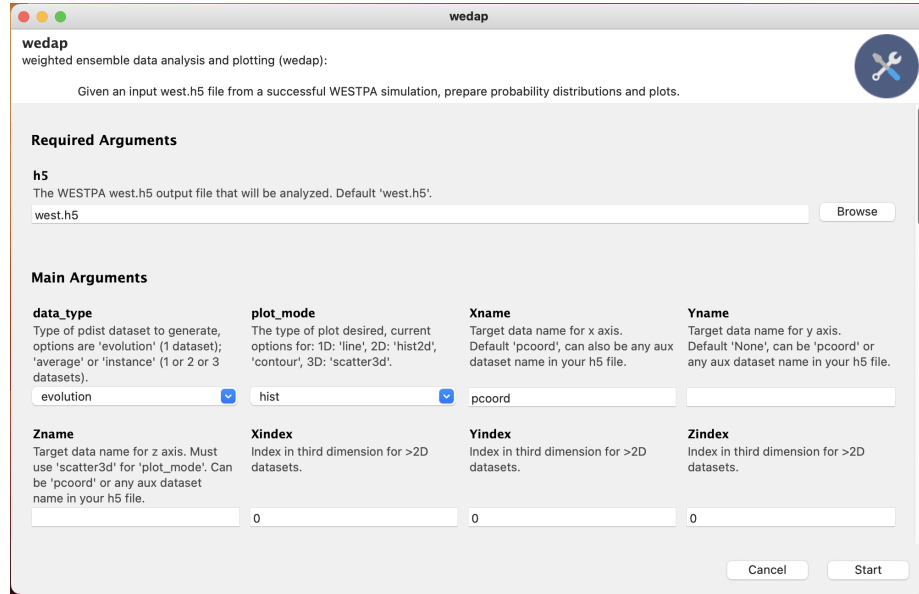 wedap
wedap
weighted ensemble data analysis and plotting (wedap):
Given an input west.h5 file from a successful WESTPA simulation, prepare probability distributions and plots.
Required Arguments
h5
The WESTPA west.h5 output file that will be analyzed. Default 'west.h5'.
west.h5
Browse
Main Arguments
data_type
Type of pdist dataset to generate,
options are 'evolution' (1 dataset);
'average' or 'instance' (1 or 2 or 3
datasets).
evolution
plot_mode
The type of plot desired, current
options for: 1D: 'line', 2D: 'hist2d',
'contour', 3D: 'scatter3d'.
hist
Xname
Target data name for x axis.
Default 'pcoord', can also be any aux
dataset name in your h5 file.
pcoord
Yname
Target data name for y axis.
Default 'None', can be 'pcoord' or
any aux dataset name in your h5 file.
Zname
Target data name for z axis. Must
use 'scatter3d' for 'plot_mode'. Can
be 'pcoord' or any aux dataset
name in your h5 file.
Xindex
Index in third dimension for >2D
datasets.
0
Yindex
Index in third dimension for >2D
datasets.
0
Zindex
Index in third dimension for >2D
datasets.
0
Cancel
Start